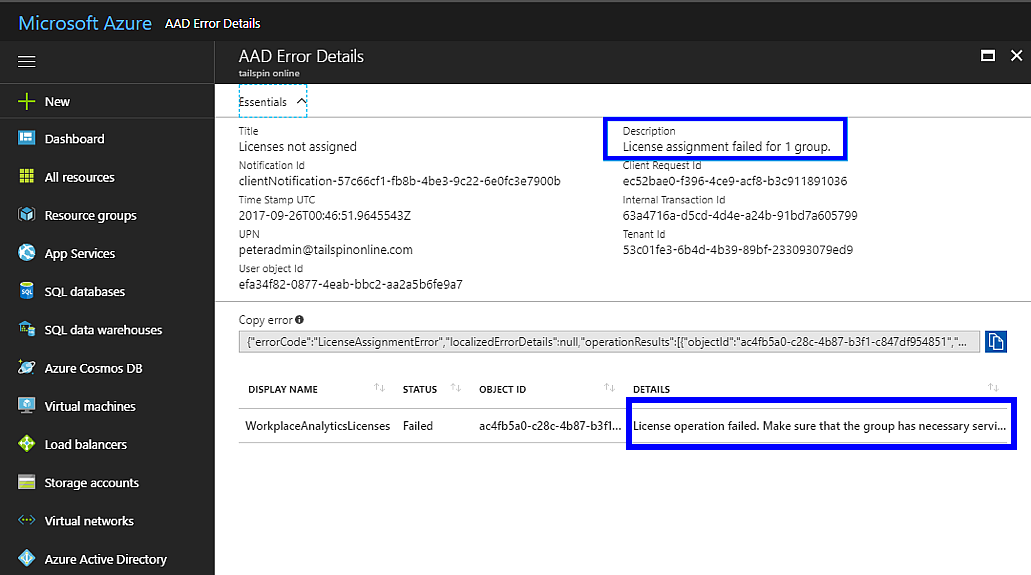 Microsoft Azure AAD Error Details
AAD Error Details
tailspin online
New
Dashboard
All resources
Resource groups
App Services
SQL databases
SQL data warehouses
Azure Cosmos DB
Virtual machines
Load balancers
Storage accounts
Virtual networks
Azure Active Directory
Essentials
Title
Licenses not assigned
Notification Id
clientNotification-57c66cf1-fb8b-4be3-9c22-6e0fc3e7900b
Time Stamp UTC
2017-09-26T00:46:51.9645543Z
UPN
peteradmin@tailspinonline.com
User object Id
efa34f82-0877-4eab-bbc2-aa2a5b6fe9a7
Description
License assignment failed for 1 group.
Client Request Id
ec52bae0-f396-4ce9-acf8-b3c911891036
Internal Transaction Id
63a4716a-d5cd-4d4e-a24b-91bd7a605799
Tenant Id
53c01fe3-6b4d-4b39-89bf-233093079ed9
Copy error
{"errorCode":"LicenseAssignmentError","localizedErrorDetails":null,"operationResults":[{"objectId":"ac4fb5a0-c28c-4b87-b3f1-c847df954851","...
DISPLAY NAME STATUS OBJECT ID DETAILS
WorkplaceAnalyticsLicenses Failed ac4fb5a0-c28c-4b87-b3f1... License operation failed. Make sure that the group has necessary servi...